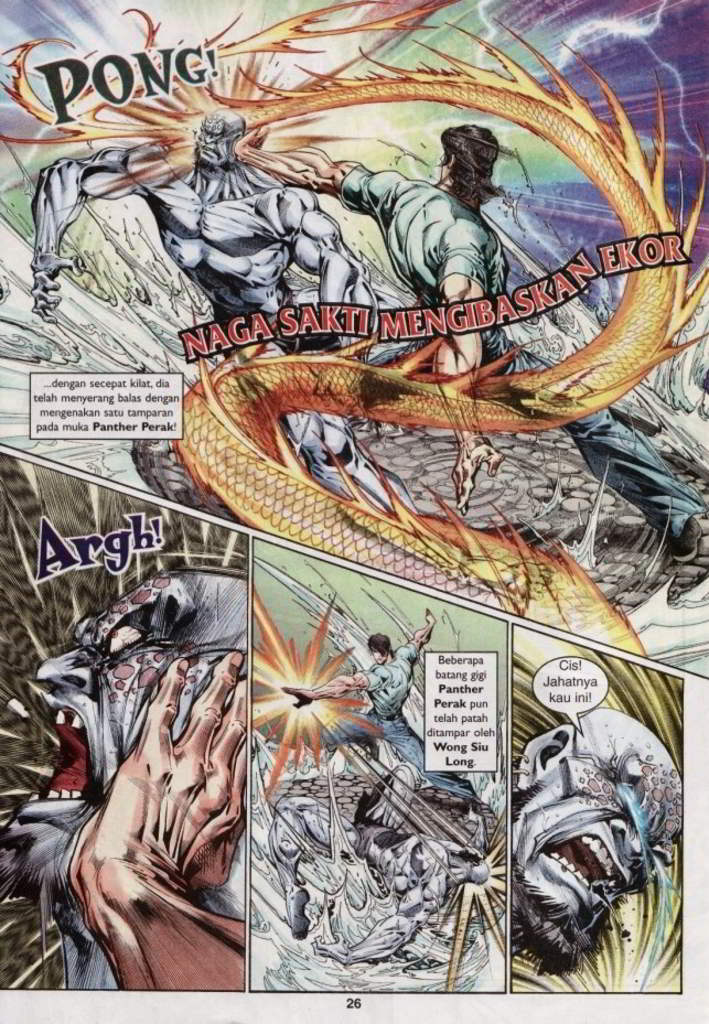 PONG!
NAGA SAKTI MENGIBASKAN EKOR
...dengan secepat kilat, dia
telah menyerang balas dengan
mengenakan satu tamparan
pada muka Panther Perak!
Argh!
Beberapa
batang gigi
Panther
Perak pun
telah patah
ditampar oleh
Wong Siu
Long.
Cis!
Jahatnya
kau ini!
26